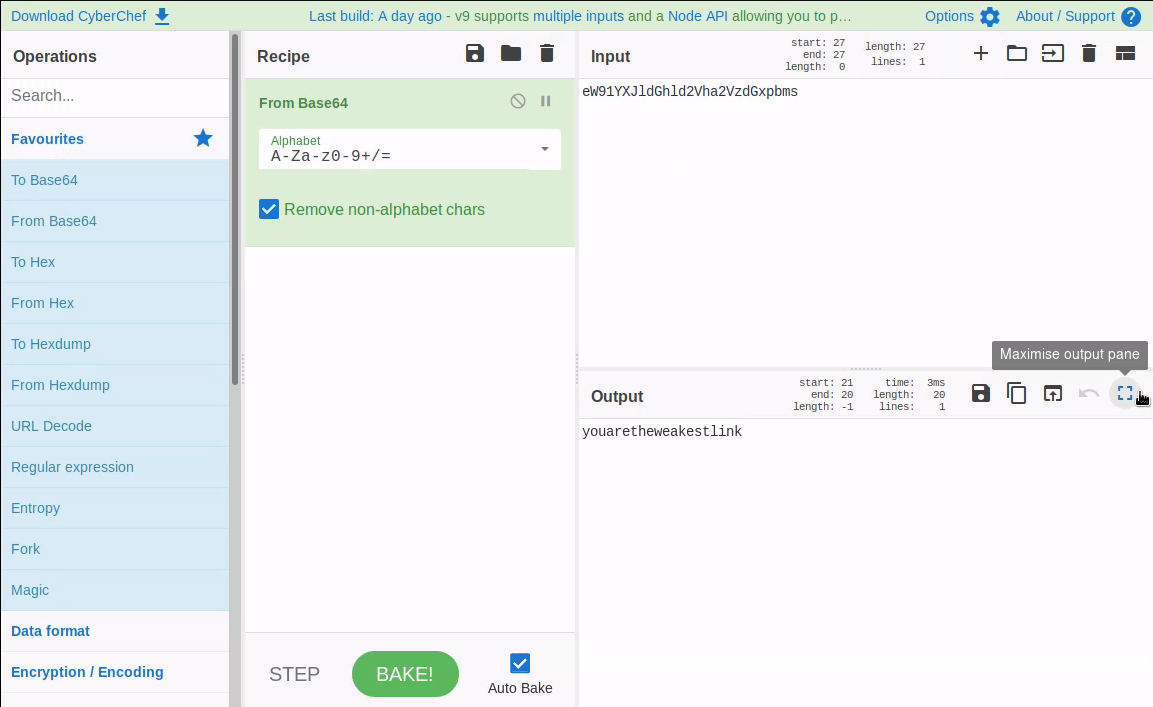 Download CyberChef
Last build: A day ago - v9 supports multiple inputs and a Node API allowing you to p…
Options
About / Support
Operations
Search...
Favourites
To Base64
From Base64
To Hex
From Hex
To Hexdump
From Hexdump
URL Decode
Regular expression
Entropy
Fork
Magic
Data format
Encryption / Encoding
Recipe
From Base64
Alphabet
A-Za-z0-9+/=
Remove non-alphabet chars
STEP
BAKE!
Auto Bake
Input
start: 27
end: 27
length: 0
length: 27
lines: 1
eW91YXJldGhld2Vha2VzdGxpbms
Maximise output pane
Output
start: 21
end: 20
length: -1
time: 3ms
length: 20
lines: 1
youaretheweakestlink